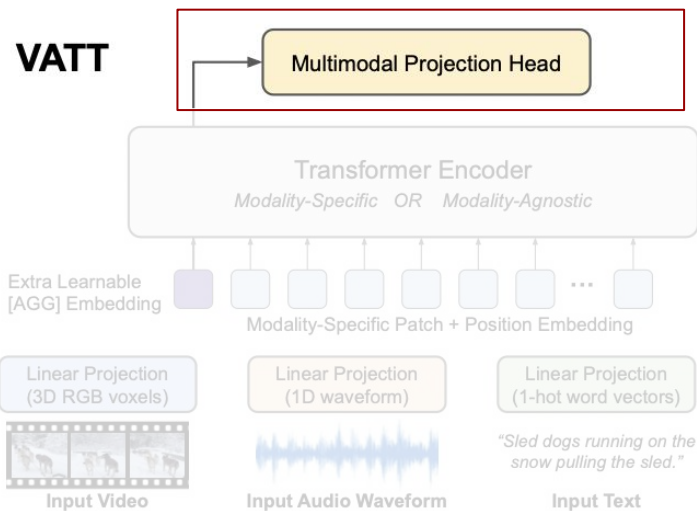 VATT
Multimodal Projection Head
Transformer Encoder
Modality-Specific OR Modality-Agnostic
Extra Learnable
[AGG] Embedding
...
Modality-Specific Patch + Position Embedding
Linear Projection
(3D RGB voxels)
Linear Projection
(1D waveform)
Linear Projection
(1-hot word vectors)
"Sled dogs running on the
snow pulling the sled."
Input Video
Input Audio Waveform
Input Text